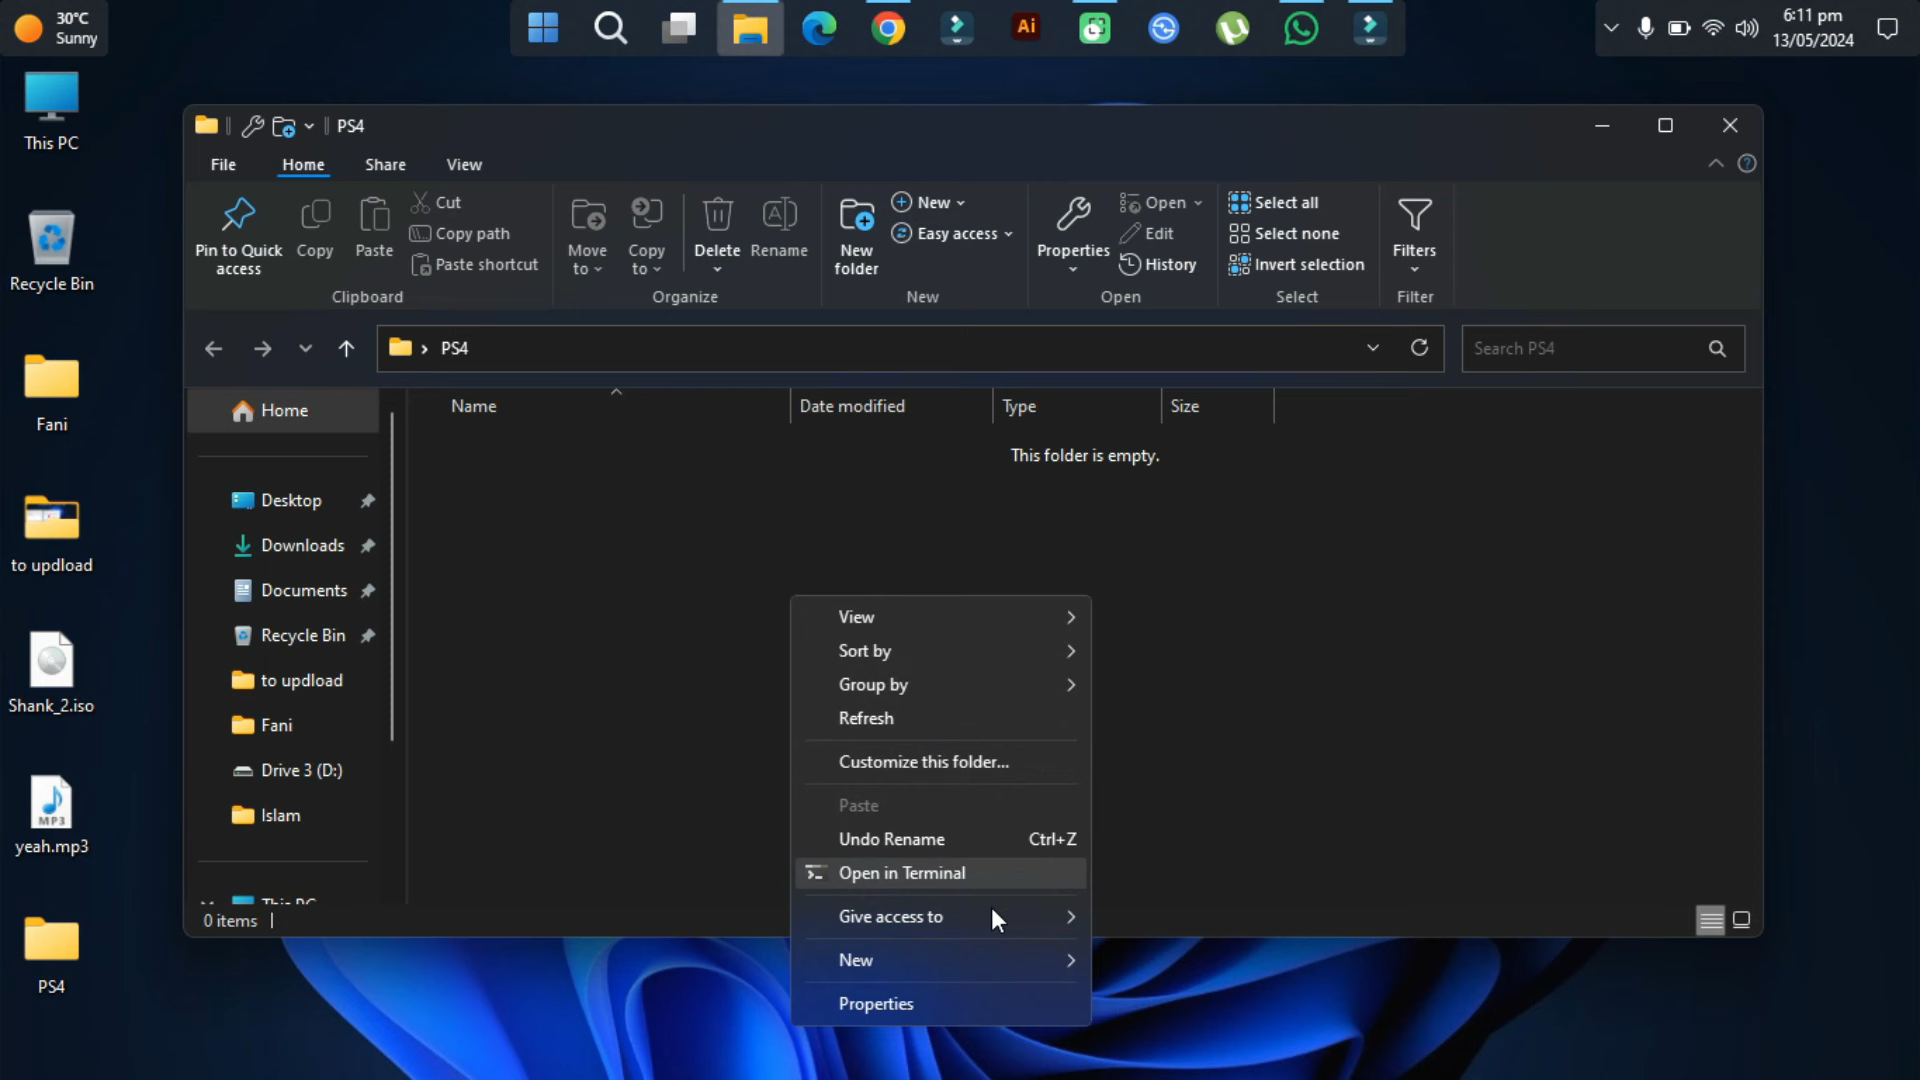 30°C
Sunny
Ai
6:11 pm
13/05/2024
This PC
Recycle Bin
Fani
to updload
Shank_2.iso
MP3
yeah.mp3
PS4
PS4
File
Home
Share
View
Pin to Quick access
Copy
Paste
Cut
Copy path
Paste shortcut
Clipboard
Move to
Copy to
Delete
Rename
Organize
New folder
New
Easy access
New
Properties
Open
Edit
History
Open
Select all
Select none
Invert selection
Select
Filters
Filter
PS4
Search PS4
Home
Desktop
Downloads
Documents
Recycle Bin
to updload
Fani
Drive 3 (D:)
Islam
This PC
Name
Date modified
Type
Size
This folder is empty.
View
Sort by
Group by
Refresh
Customize this folder...
Paste
Undo Rename Ctrl+Z
Open in Terminal
Give access to
New
Properties
0 items